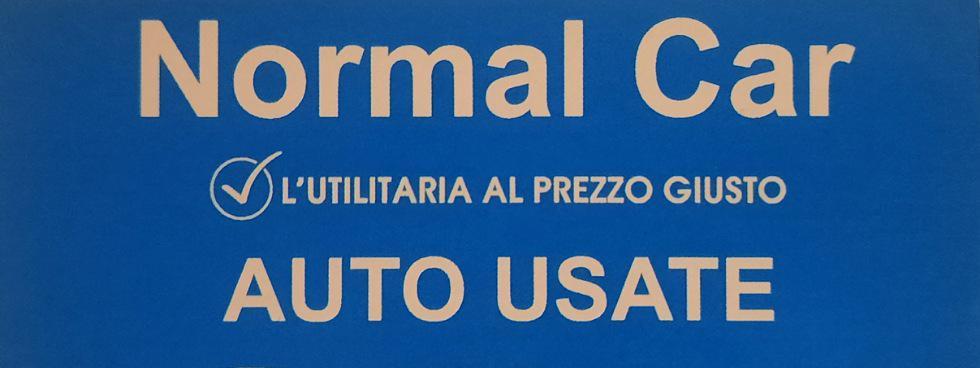 Normal Car
L'UTILITARIA AL PREZZO GIUSTO
AUTO USATE